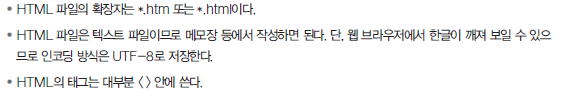 • HTML 파일의 확장자는 *.htm 또는 *.html이다.
• HTML 파일은 텍스트 파일이므로 메모장 등에서 작성하면 된다. 단, 웹 브라우저에서 한글이 깨져 보일 수 있으
므로 인코딩 방식은 UTF-8로 저장한다.
• HTML의 태그는 대부분 < > 안에 쓴다.